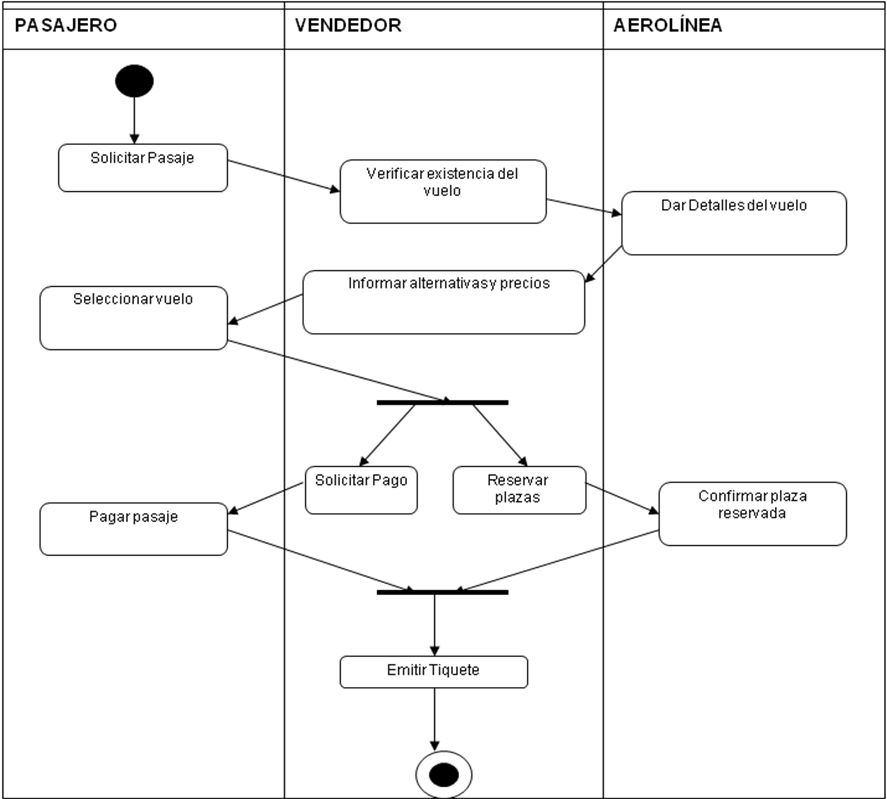 PASAJERO
VENDEDOR
AEROLÍNEA
Solicitar Pasaje
Verificar existencia del
vuelo
Dar Detalles del vuelo
Informar alternativas y precios
Seleccionar vuelo
Solicitar Pago
Reservar
plazas
Confirmar plaza
reservada
Pagar pasaje
Emitir Tiquete